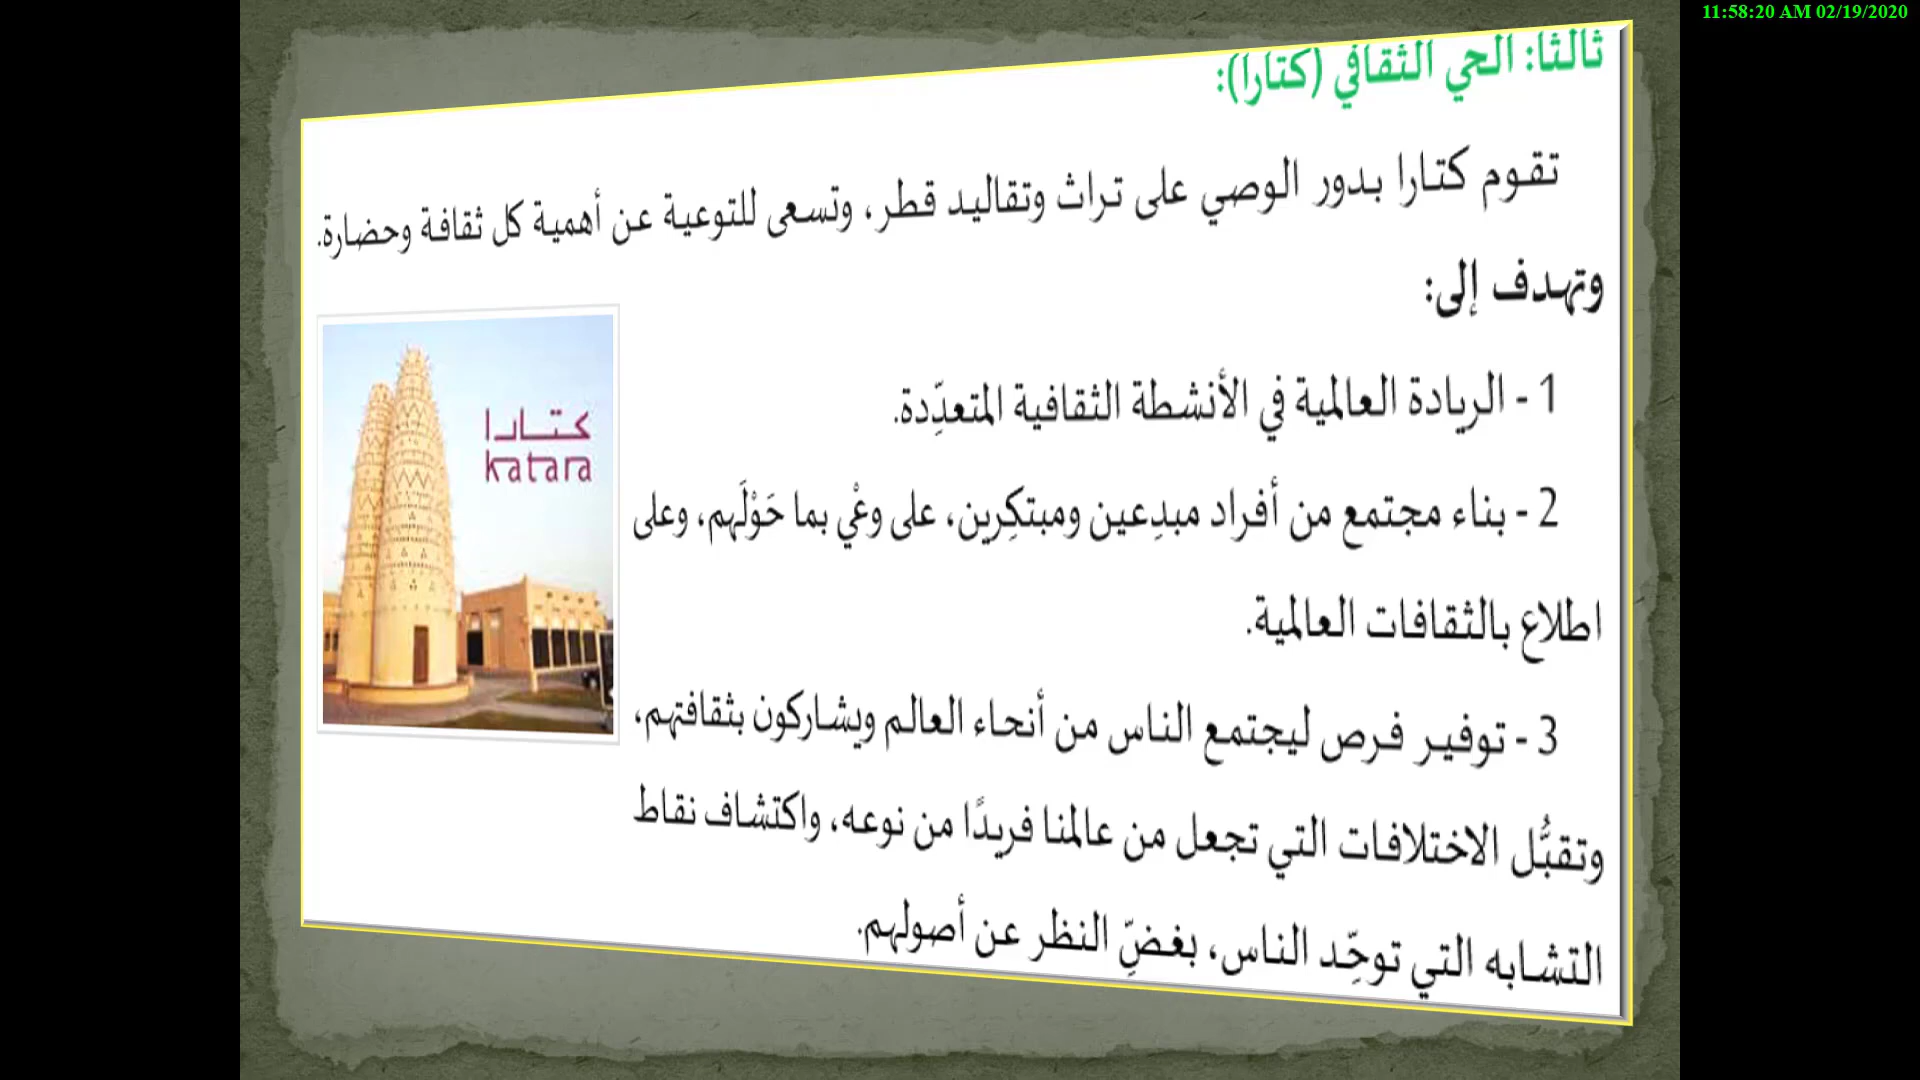 11:58:20 AM 02/19/2020
ثالثًا: الحي الثقافي (كتارا):
تقوم كتارا بدور الوصي على تراث وتقاليد قطر، وتسعى للتوعية عن أهمية كل ثقافة وحضارة.
وتهدف إلى:
1 - الريادة العالمية في الأنشطة الثقافية المتعدِّدة.
2 - بناء مجتمع من أفراد مبدِعين ومبتكِرين، على وعْي بما حَوْلَهم، وعلى
اطلاع بالثقافات العالمية.
3 - توفير فرص ليجتمع الناس من أنحاء العالم ويشاركون بثقافتهم،
وتقبُّل الاختلافات التي تجعل من عالمنا فريدًا من نوعه، واكتشاف نقاط
التشابه التي توحِّد الناس، بغضِّ النظر عن أصولهم.
كتارا
katara